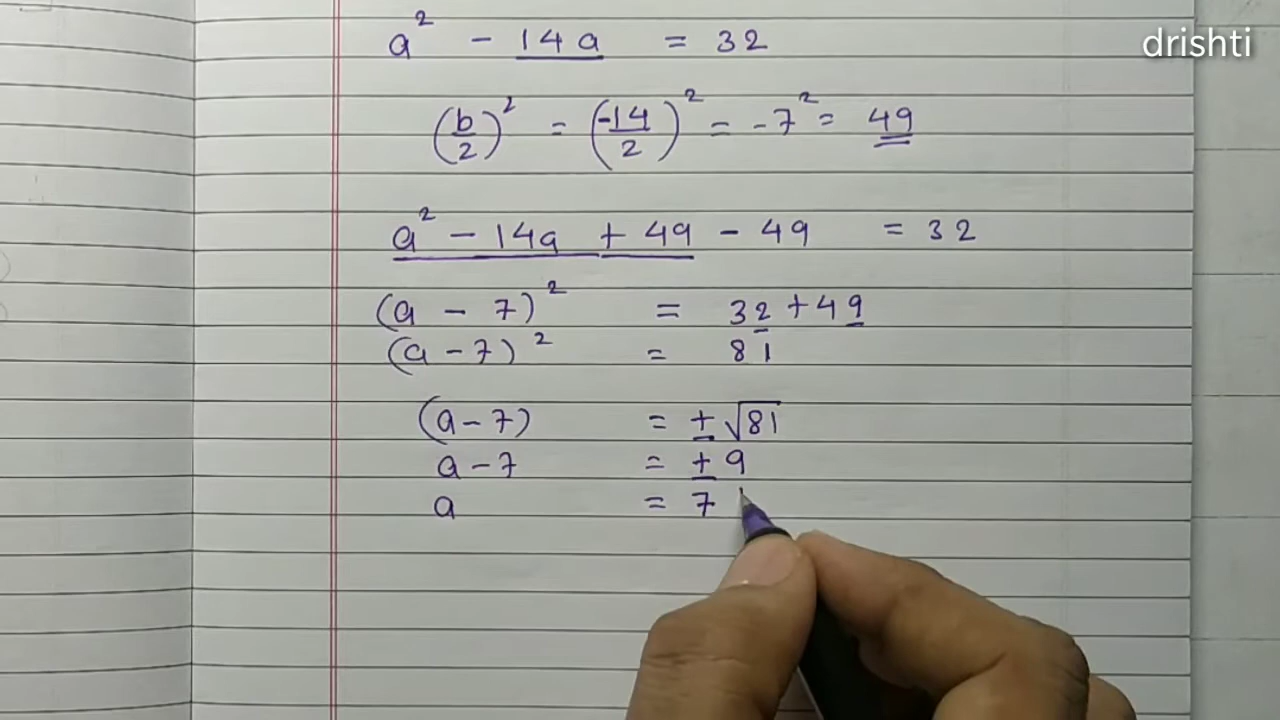 drishti
a² - 14a = 32
(b/2)² = (-14/2)² = -7² = 49
a² - 14a + 49 - 49 = 32
(a - 7)² = 32 + 49
(a - 7)² = 81
(a - 7) = ± √81
a - 7 = ± 9
a = 7